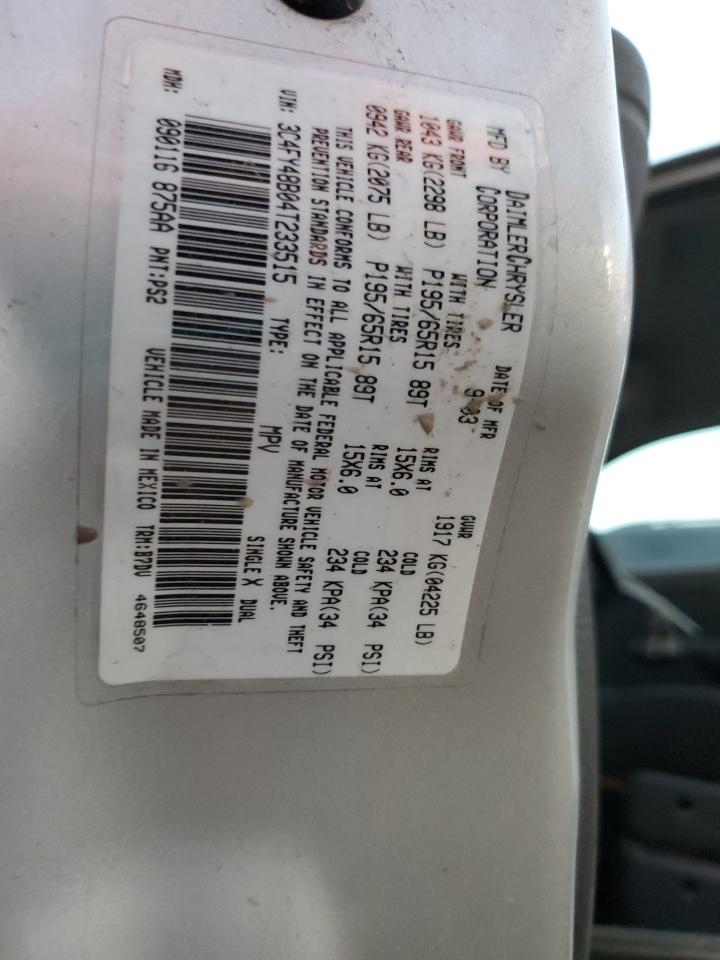 MFD BY DAIMLERCHRYSLER CORPORATION
DATE OF MFR 9-03
GVWR 1917 KG(04225 LB)
GAWR FRONT WITH TIRES RIMS AT COLD
1043 KG(2298 LB) P195/65R15 89T 15X6.0 234 KPA(34 PSI)
GAWR REAR WITH TIRES RIMS AT COLD
0942 KG(2075 LB) P195/65R15 89T 15X6.0 234 KPA(34 PSI)
THIS VEHICLE CONFORMS TO ALL APPLICABLE FEDERAL MOTOR VEHICLE SAFETY AND THEFT
PREVENTION STANDARDS IN EFFECT ON THE DATE OF MANUFACTURE SHOWN ABOVE.
VIN: 3C4FY48B04T233515 TYPE: MPV SINGLE X DUAL
MDH: 090116 875AA PNT:PS2 VEHICLE MADE IN MEXICO TRM:B7DV 4648507